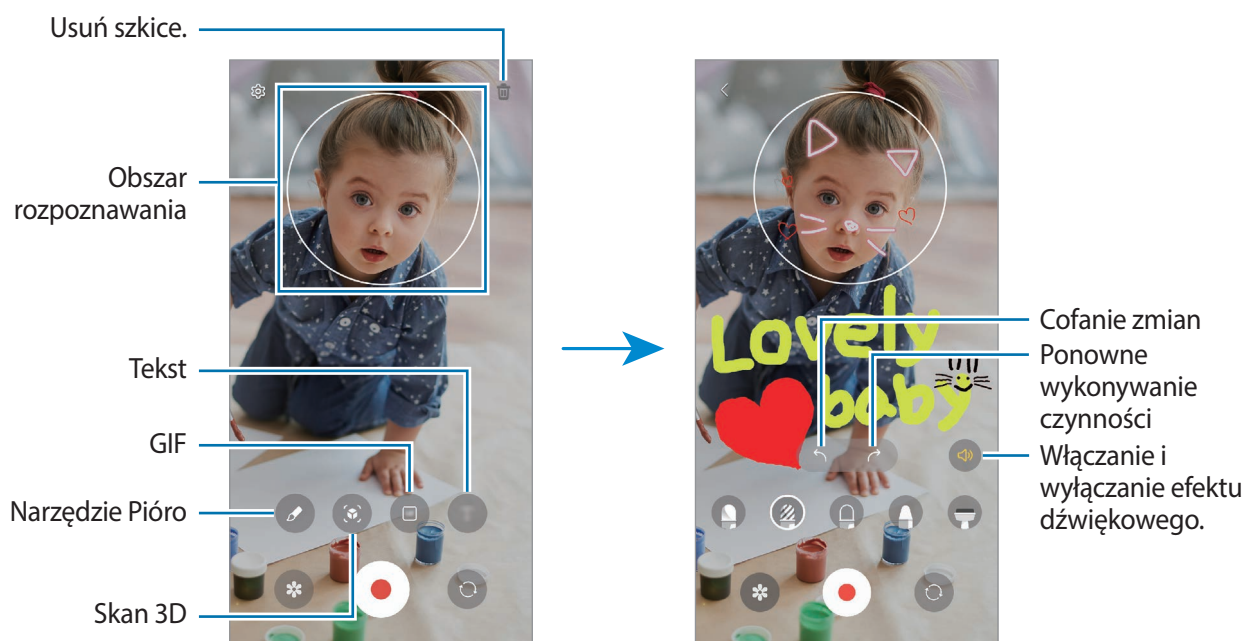 Usuń szkice.
Obszar
rozpoznawania
Tekst
GIF
Narzędzie Pióro
Skan 3D
T
Lovely
baby
Cofanie zmian
Ponowne
wykonywanie
czynności
Włączanie i
wyłączanie efektu
dźwiękowego.